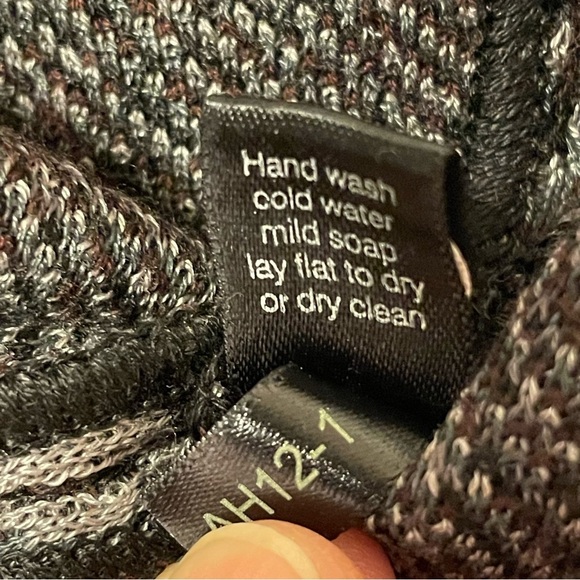 Hand wash
cold water
mild soap
lay flat to dry
or dry clean
AH12-1